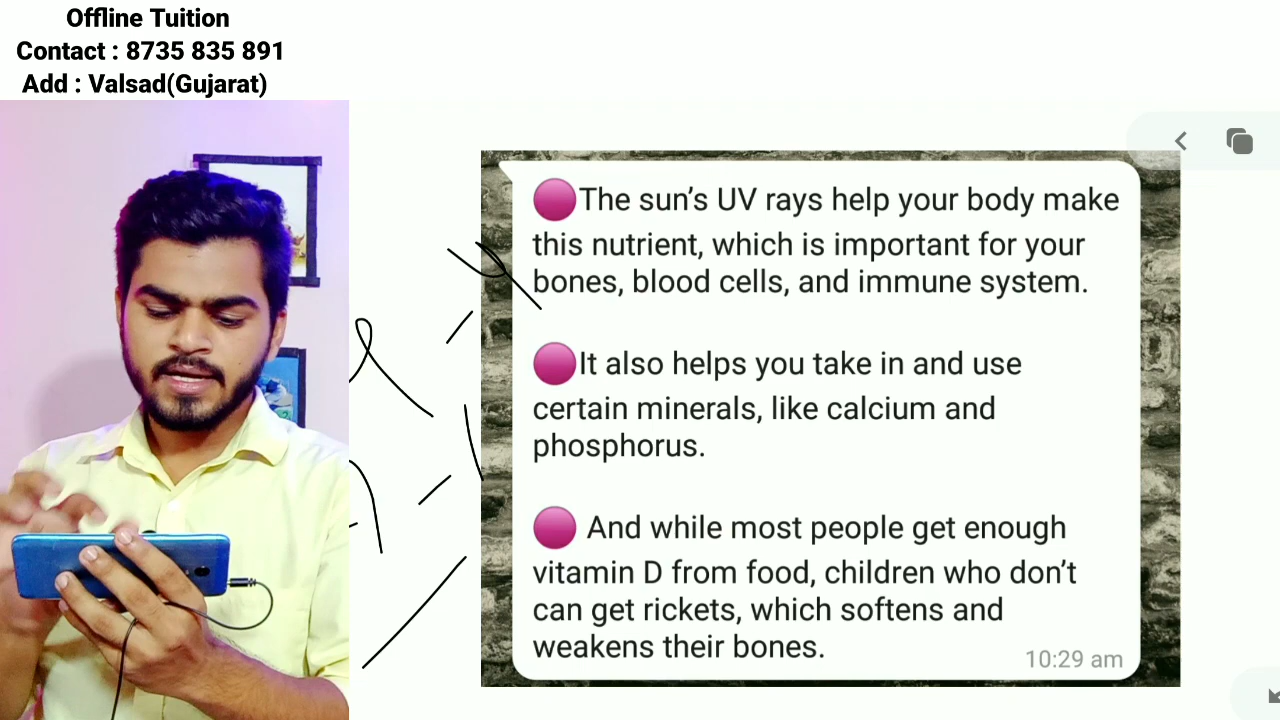 Offline Tuition
Contact : 8735 835 891
Add : Valsad(Gujarat)
The sun's UV rays help your body make
this nutrient, which is important for your
bones, blood cells, and immune system.
It also helps you take in and use
certain minerals, like calcium and
phosphorus.
And while most people get enough
vitamin D from food, children who don't
can get rickets, which softens and
weakens their bones.
10:29 am